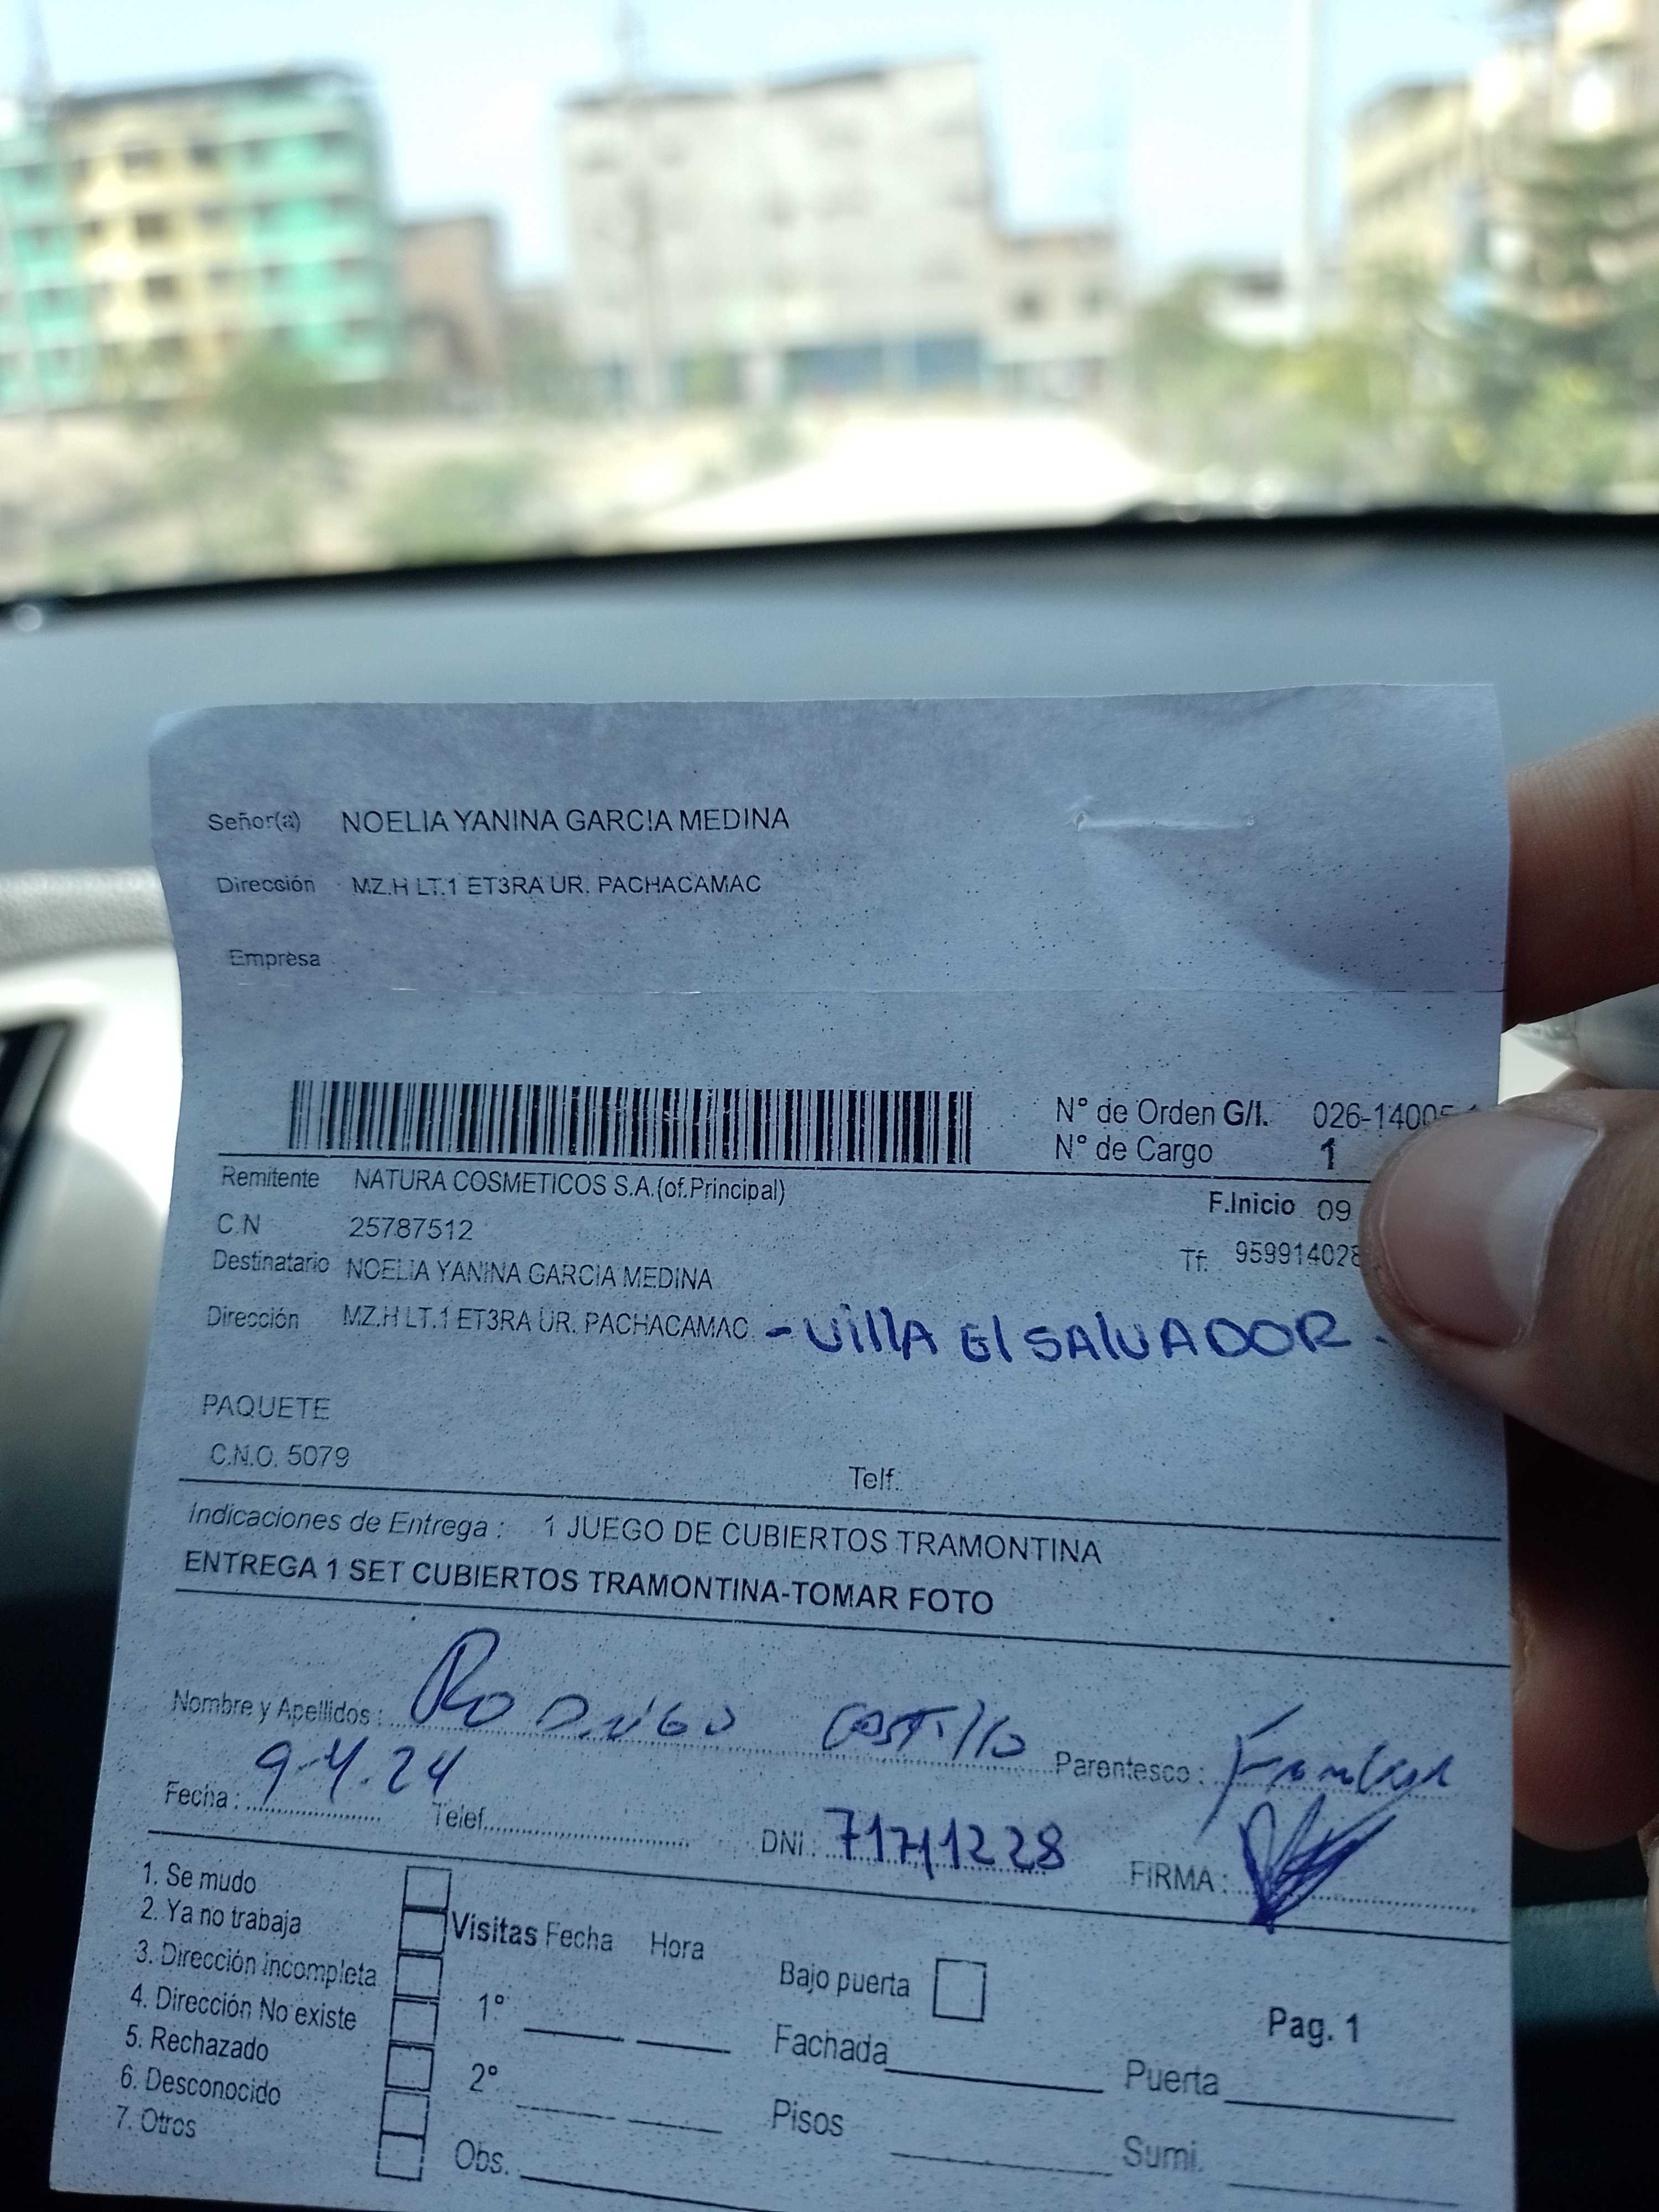 Señor(a) NOELIA YANINA GARCIA MEDINA
Dirección MZ.H LT.1 ET3RA UR. PACHACAMAC
Empresa
N° de Orden G/I. 026-14005
N° de Cargo 1
Remitente NATURA COSMETICOS S.A.(of.Principal)
F.Inicio 09
C.N 25787512
Tf. 959914028
Destinatario NOELIA YANINA GARCIA MEDINA
Dirección MZ.H LT.1 ET3RA UR. PACHACAMAC - VIllA El SAlVADOR.
PAQUETE
C.N.O. 5079
Telf.
Indicaciones de Entrega : 1 JUEGO DE CUBIERTOS TRAMONTINA
ENTREGA 1 SET CUBIERTOS TRAMONTINA-TOMAR FOTO
Nombre y Apellidos : RODRIGO CASTILLO Parentesco :
Fecha : 9.4.24 Telef. DNI. 71741228 FIRMA :
1. Se mudo
2. Ya no trabaja
3. Dirección incompleta
4. Dirección No existe
5. Rechazado
6. Desconocido
7. Otros
Visitas Fecha Hora
1°
2°
Obs.
Bajo puerta
Fachada
Pisos
Pag. 1
Puerta
Sumi.